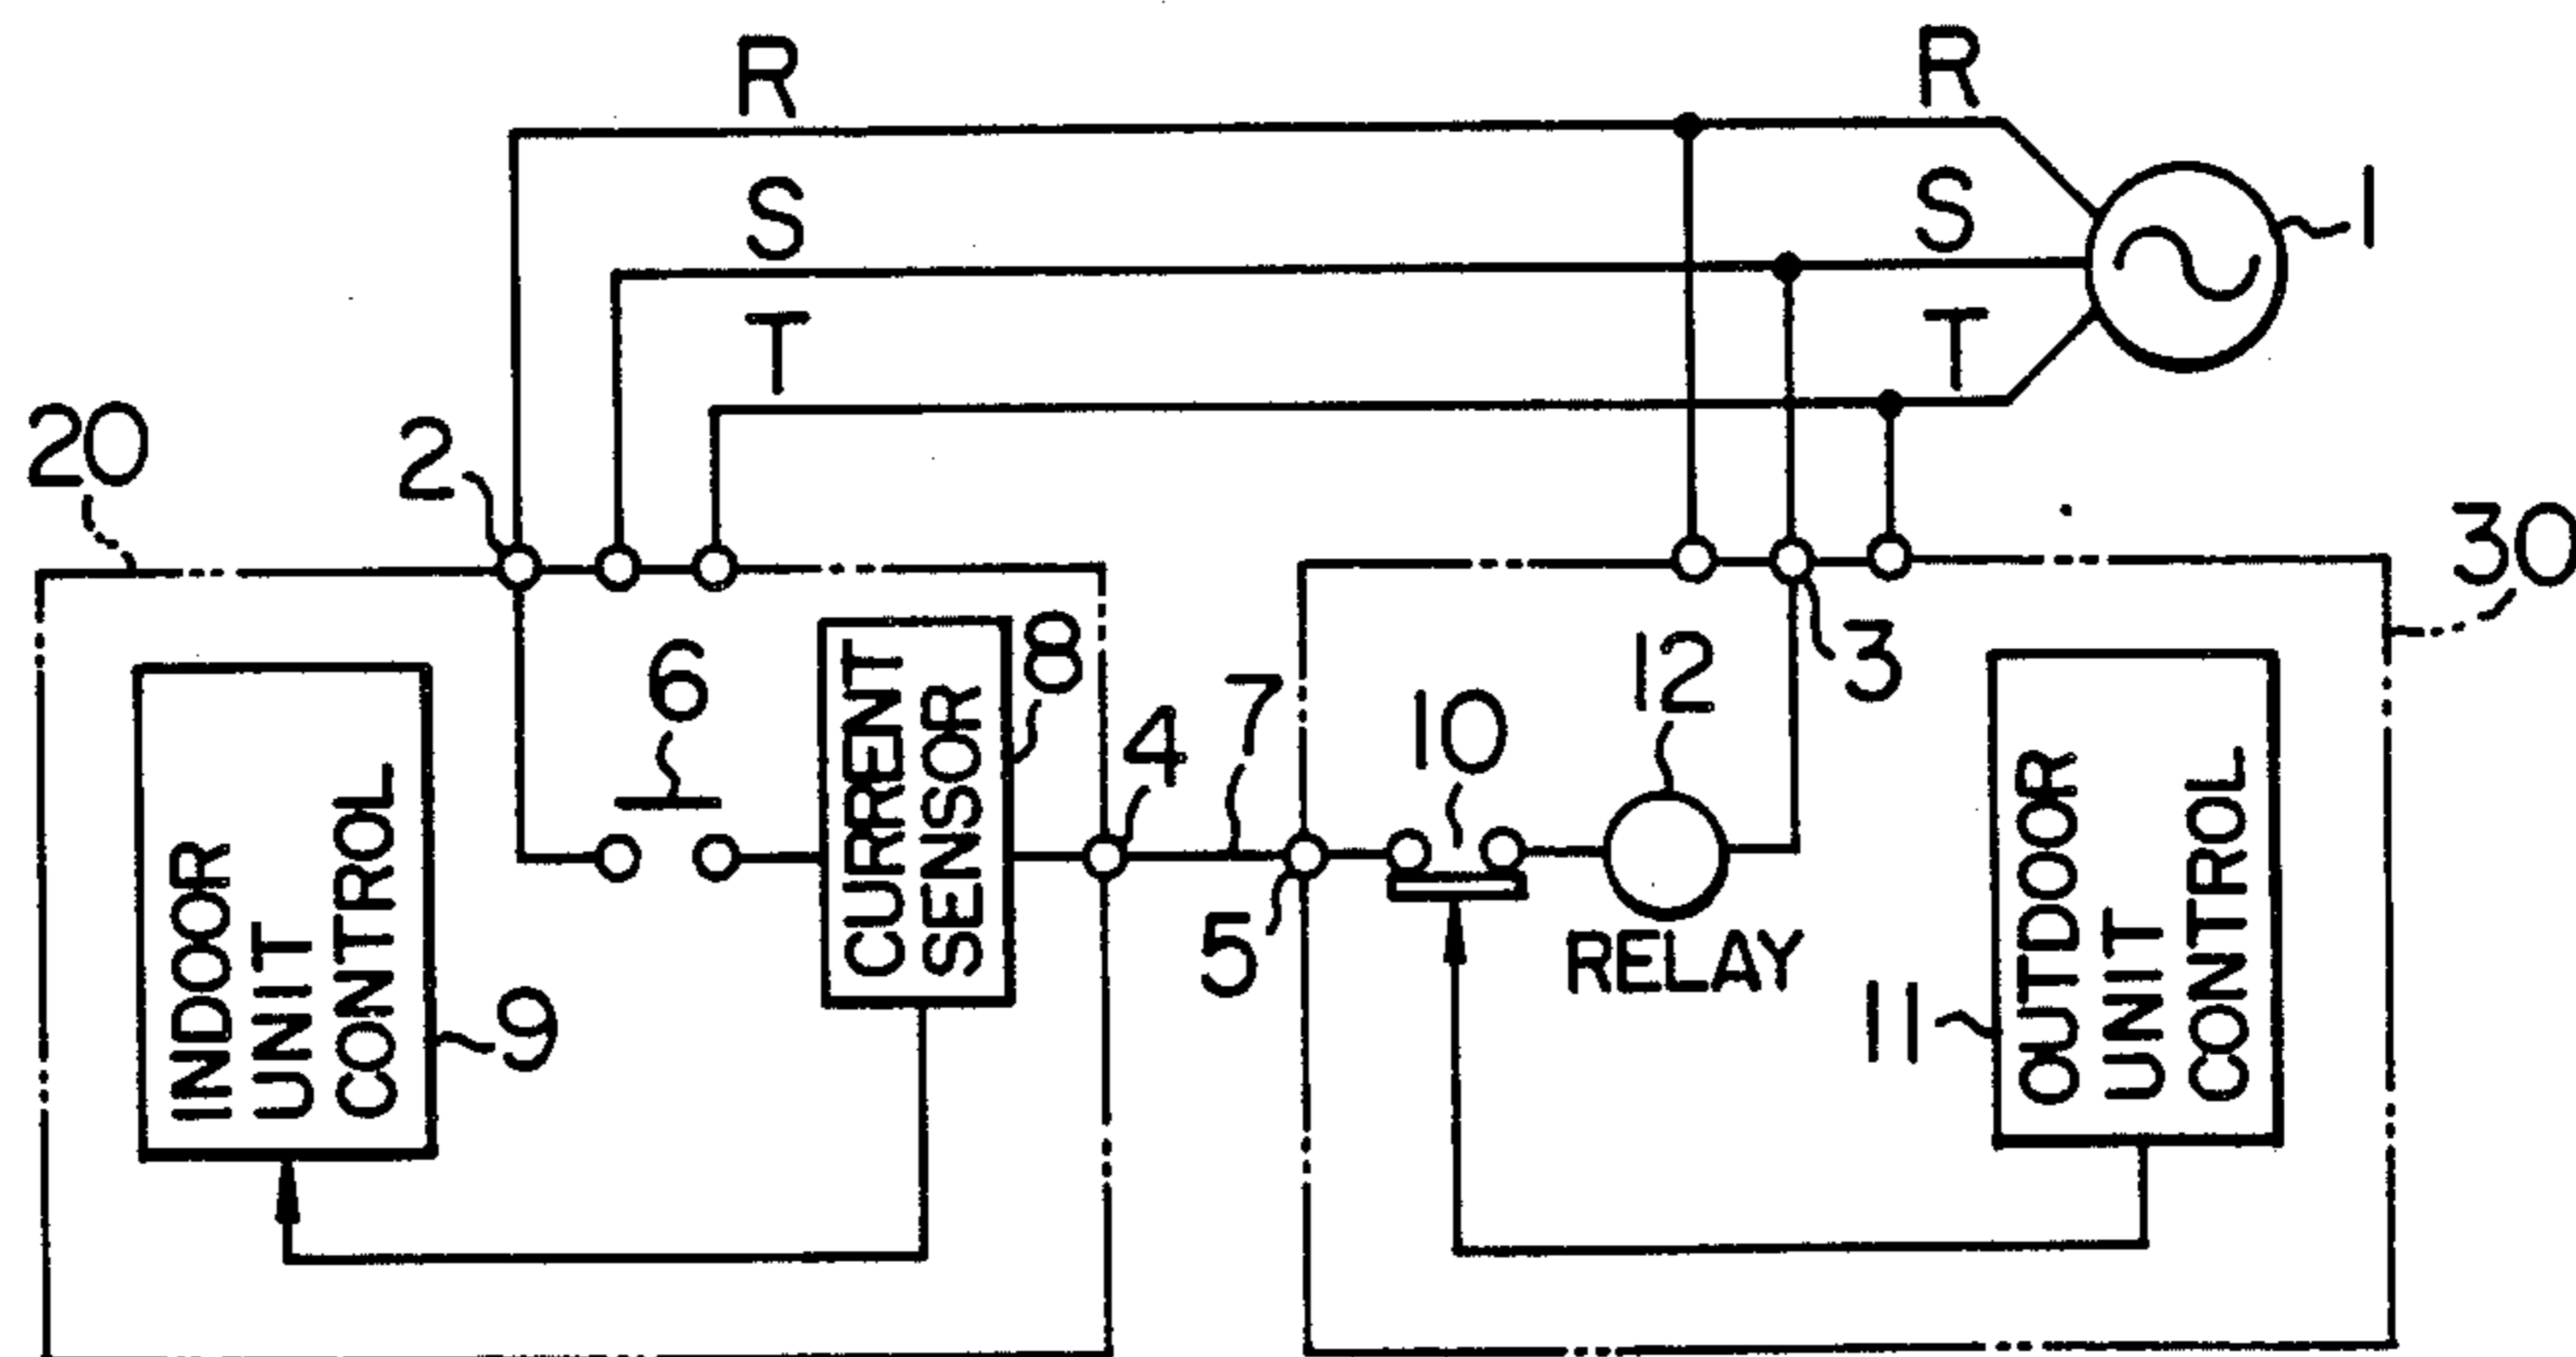 R
R
S
S
T
T
1
20
2
30
3
6
8
4
7
10
12
5
CURRENT
SENSOR
INDOOR
UNIT
CONTROL
9
RELAY
11
OUTDOOR
UNIT
CONTROL